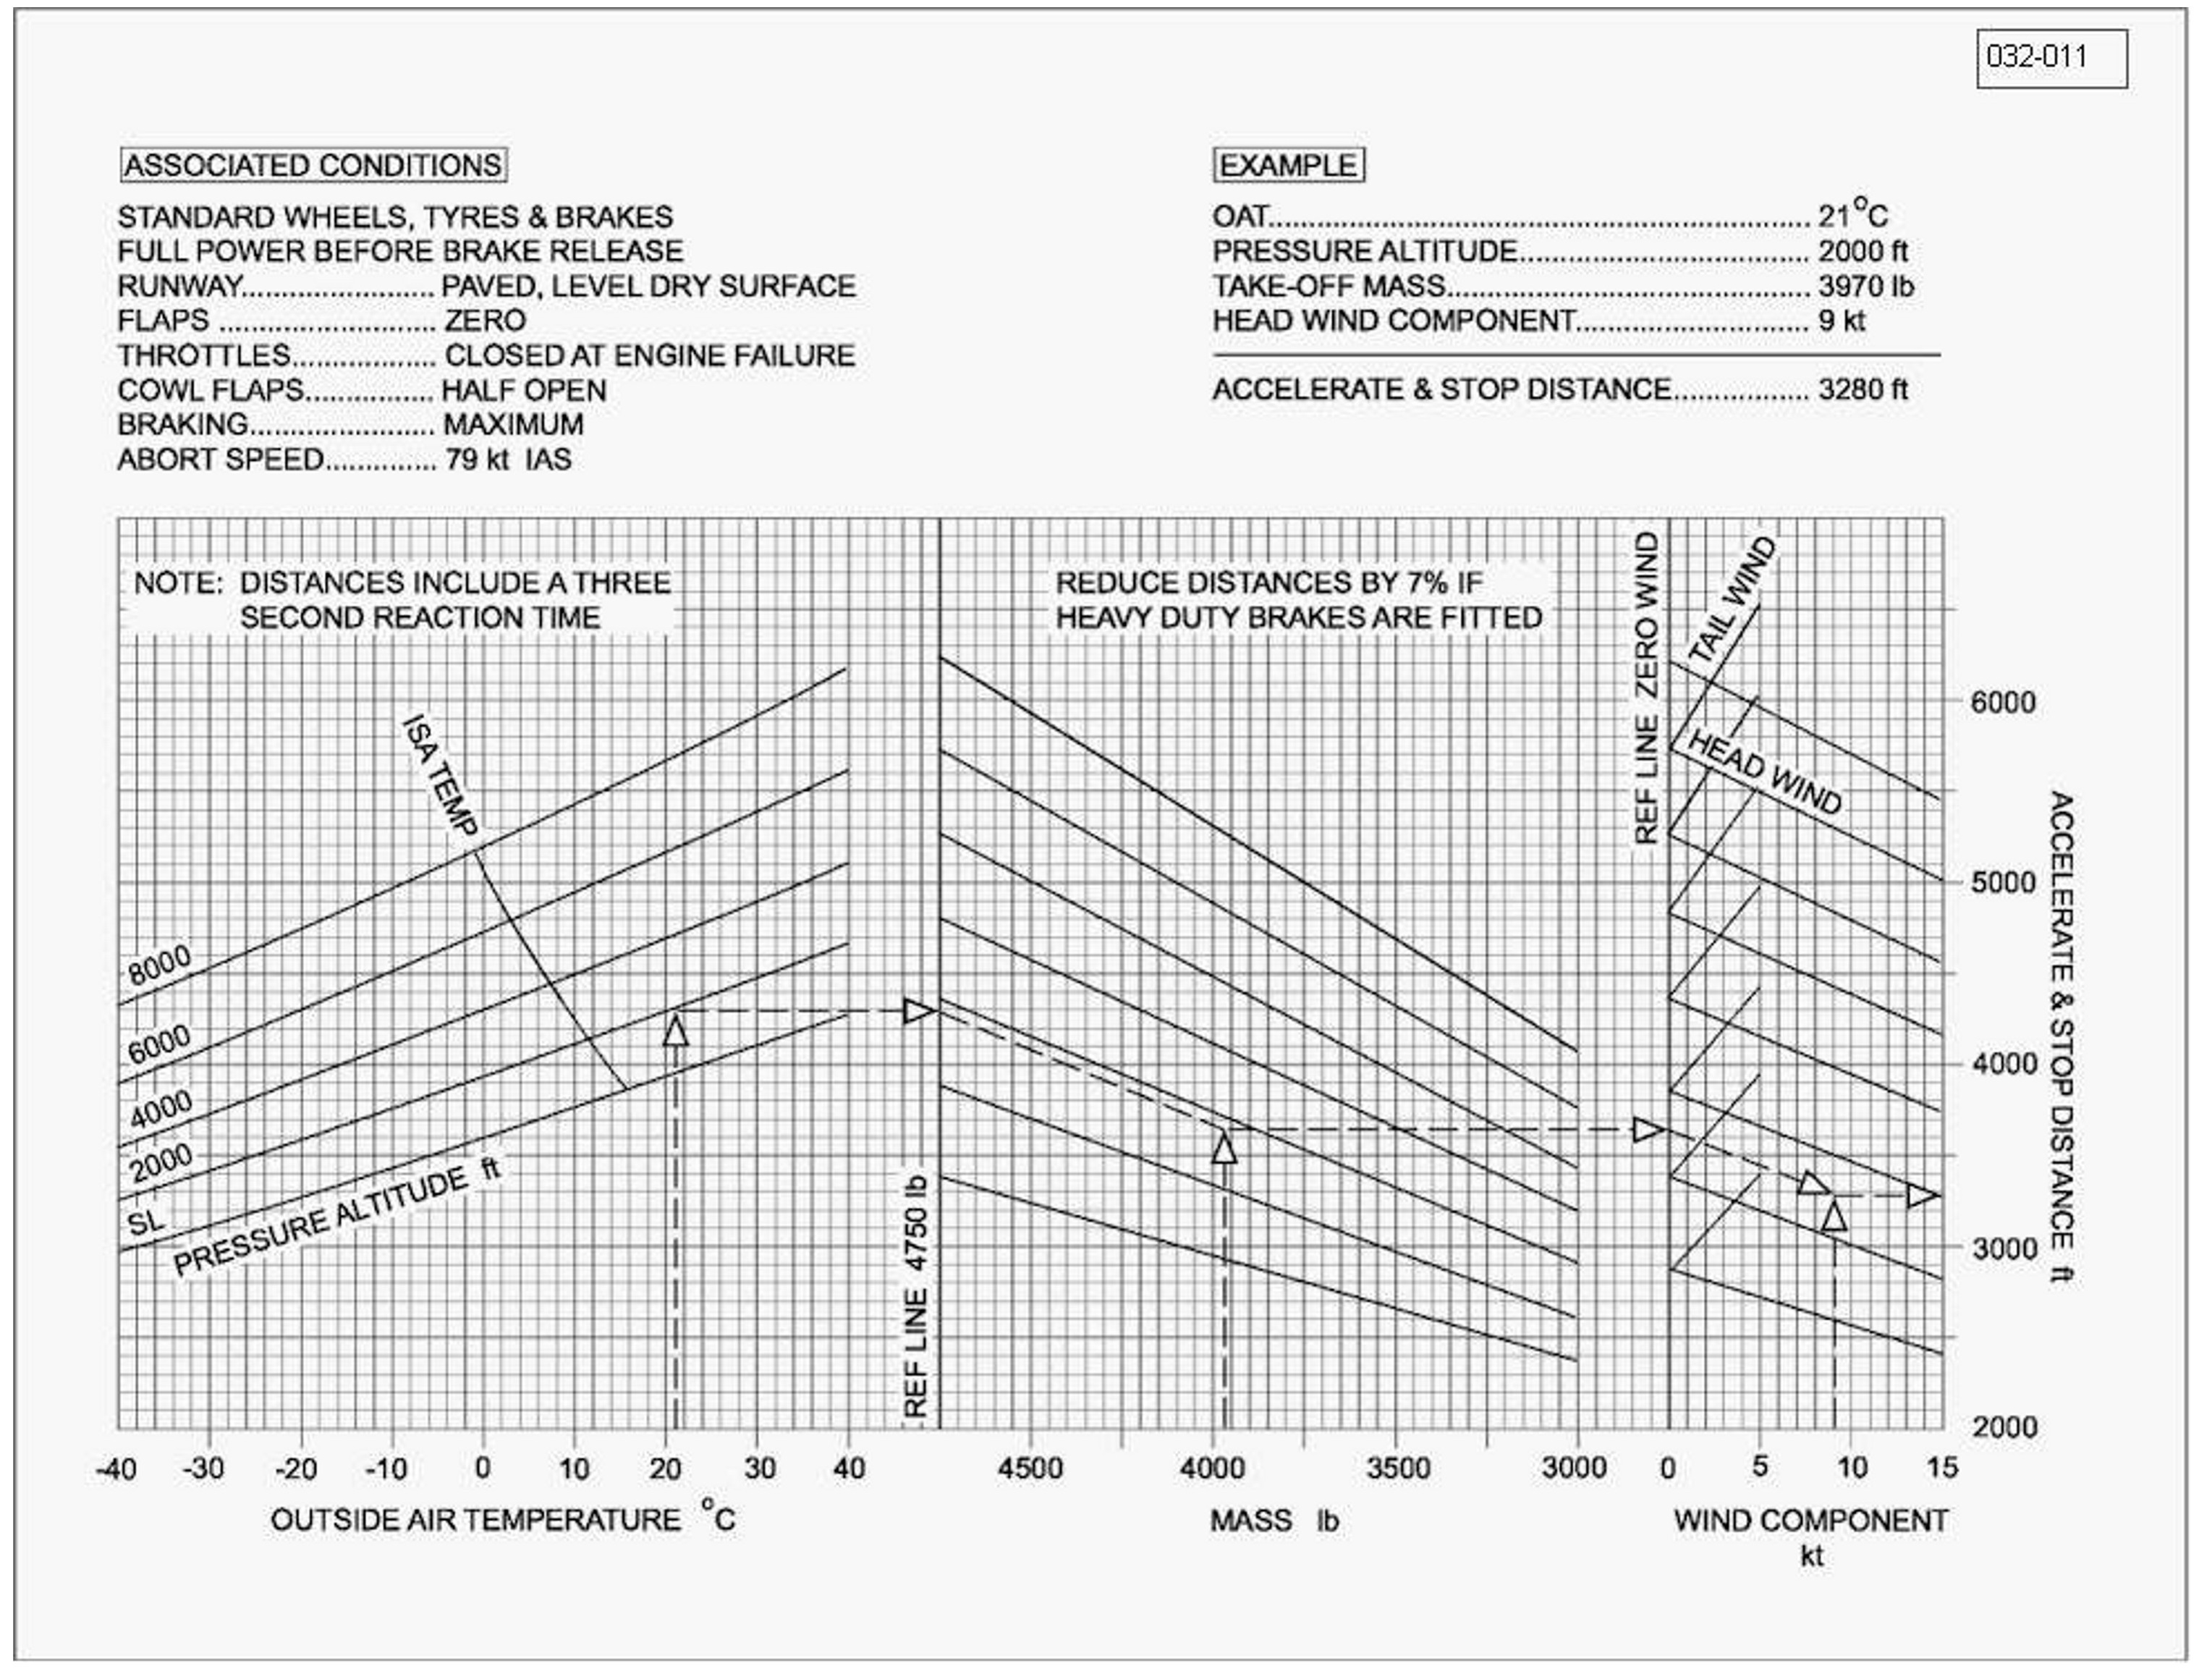 032-011
ASSOCIATED CONDITIONS
STANDARD WHEELS, TYRES & BRAKES
FULL POWER BEFORE BRAKE RELEASE
RUNWAY........................ PAVED, LEVEL DRY SURFACE
FLAPS ........................... ZERO
THROTTLES.................. CLOSED AT ENGINE FAILURE
COWL FLAPS................ HALF OPEN
BRAKING....................... MAXIMUM
ABORT SPEED.............. 79 kt IAS
EXAMPLE
OAT................................................................... 21°C
PRESSURE ALTITUDE.................................... 2000 ft
TAKE-OFF MASS............................................. 3970 lb
HEAD WIND COMPONENT............................. 9 kt
ACCELERATE & STOP DISTANCE................. 3280 ft
NOTE: DISTANCES INCLUDE A THREE
SECOND REACTION TIME
REDUCE DISTANCES BY 7% IF
HEAVY DUTY BRAKES ARE FITTED
ISA TEMP
8000
6000
4000
2000
SL
PRESSURE ALTITUDE ft
REF LINE 4750 lb
REF LINE ZERO WIND
TAIL WIND
HEAD WIND
6000
5000
4000
3000
2000
ACCELERATE & STOP DISTANCE ft
-40 -30 -20 -10 0 10 20 30 40 4500 4000 3500 3000 0 5 10 15
OUTSIDE AIR TEMPERATURE °C
MASS lb
WIND COMPONENT
kt